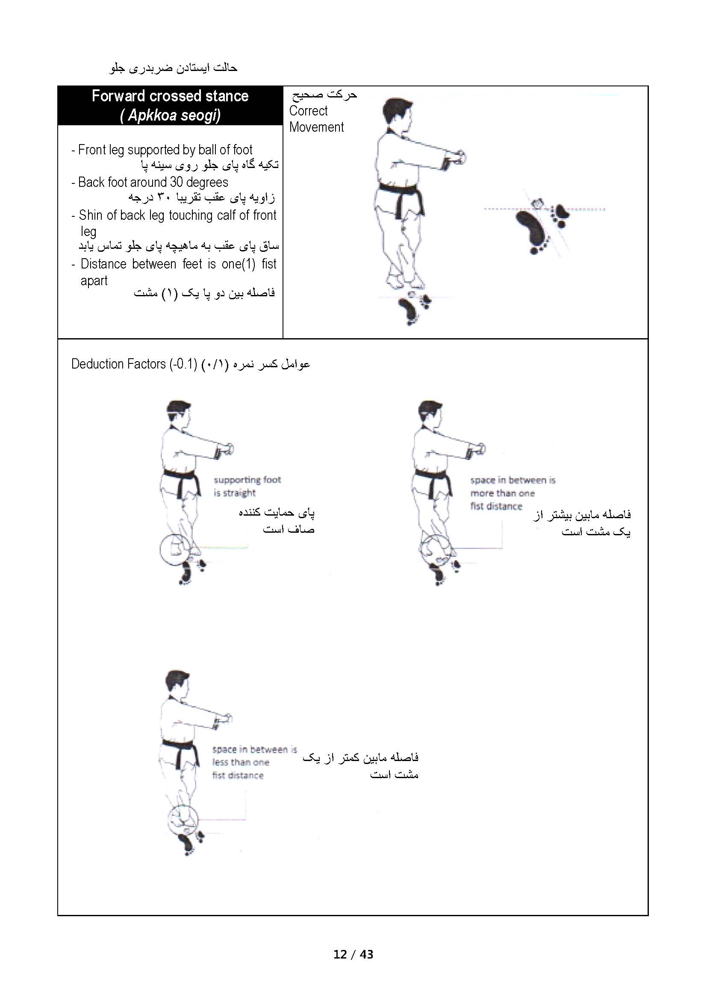 حالت ایستادن ضربدری جلو
Forward crossed stance
( Apkkoa seogi)
- Front leg supported by ball of foot
تکیه گاه پای جلو روی سینه پا
- Back foot around 30 degrees
زاویه پای عقب تقریبا ۳۰ درجه
- Shin of back leg touching calf of front
leg
ساق پای عقب به ماهیچه پای جلو تماس یابد
- Distance between feet is one(1) fist
apart
فاصله بین دو پا یک (۱) مشت
حرکت صحیح
Correct
Movement
Deduction Factors (-0.1) عوامل کسر نمره (۰/۱)
supporting foot
is straight
پای حمایت کننده
صاف است
space in between is
more than one
fist distance
فاصله مابین بیشتر از
یک مشت است
space in between is
less than one
fist distance
فاصله مابین کمتر از یک
مشت است
12 / 43